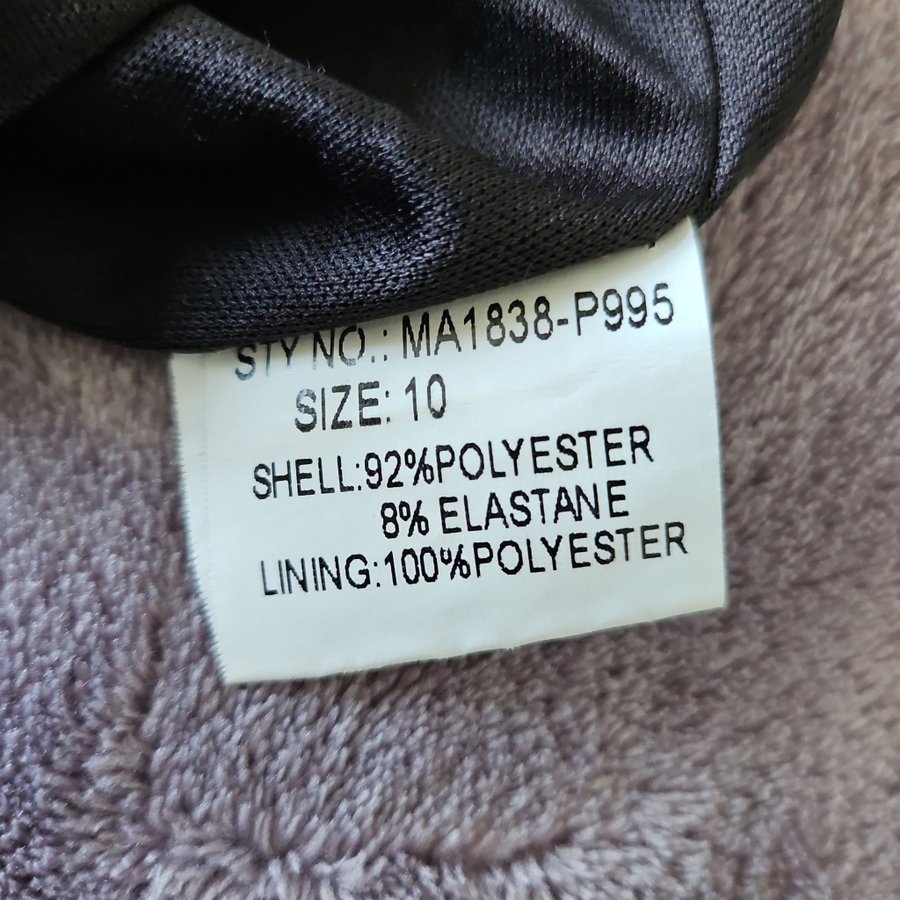 STY NO.: MA1838-P995
SIZE: 10
SHELL:92%POLYESTER
8% ELASTANE
LINING:100%POLYESTER